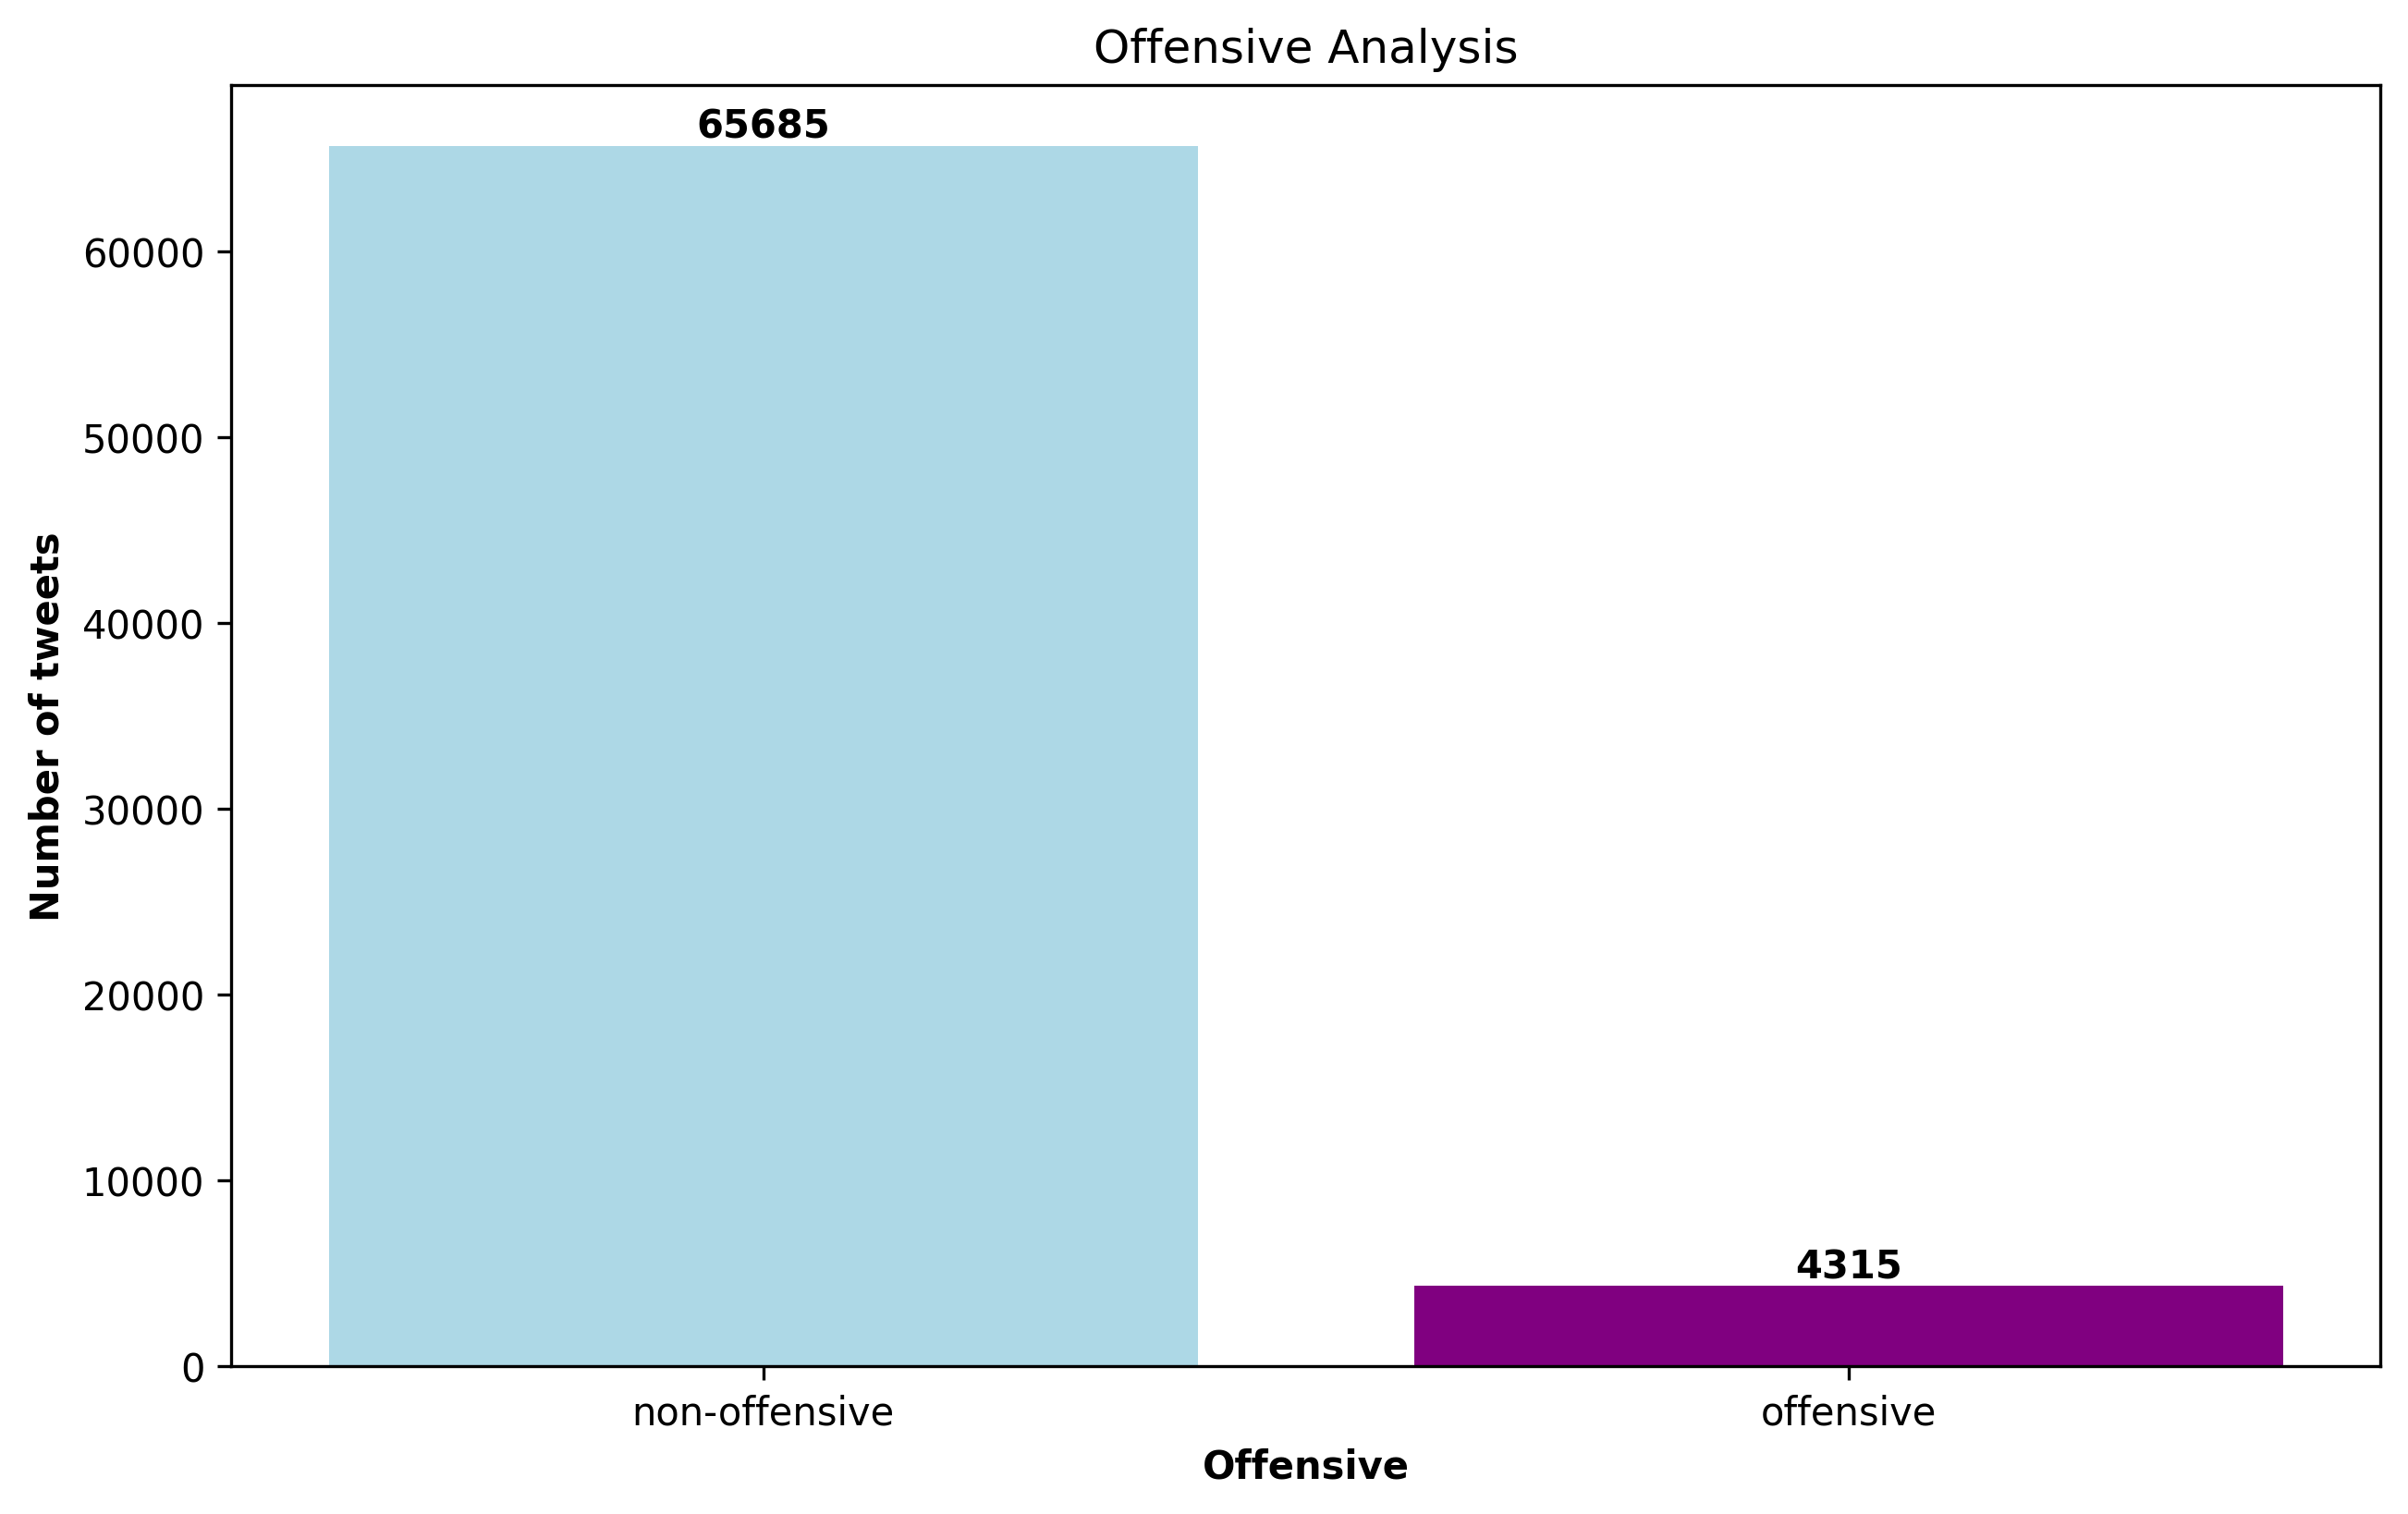 Offensive Analysis
65685
60000
50000
40000
30000
20000
10000
0
Number of tweets
4315
non-offensive
offensive
Offensive